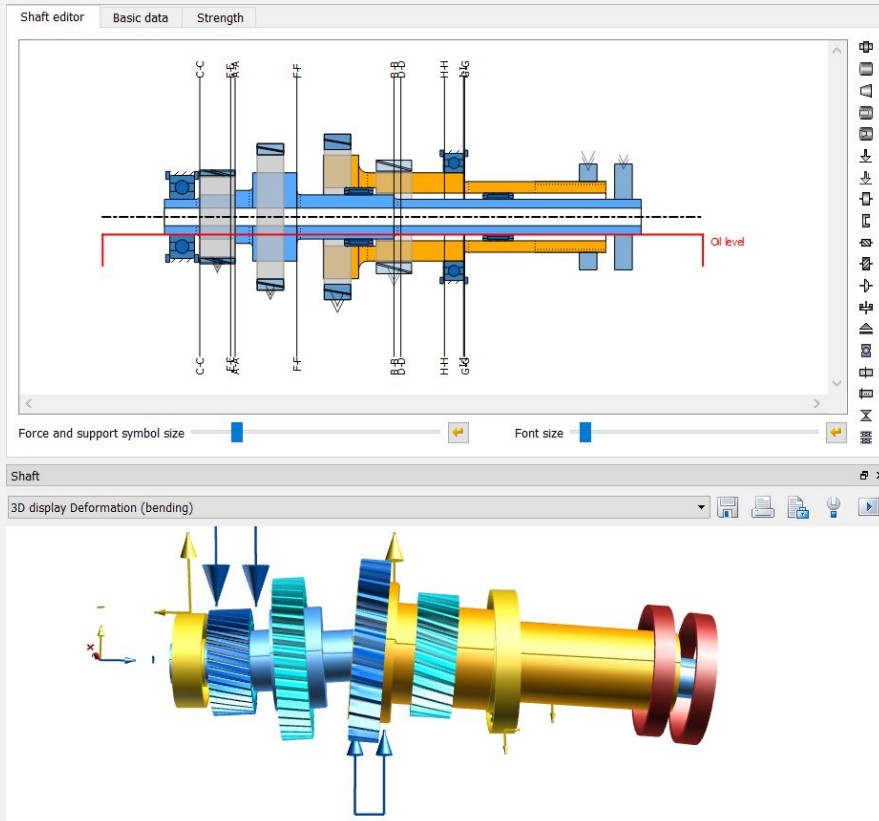 Shaft editor
Basic data
Strength
C-C
E-E
A-A
F-F
B-B
D-D
H-H
G-G
Oil level
C-C
E-E
A-A
F-F
B-B
D-D
H-H
Force and support symbol size
Font size
Shaft
3D display Deformation (bending)
x